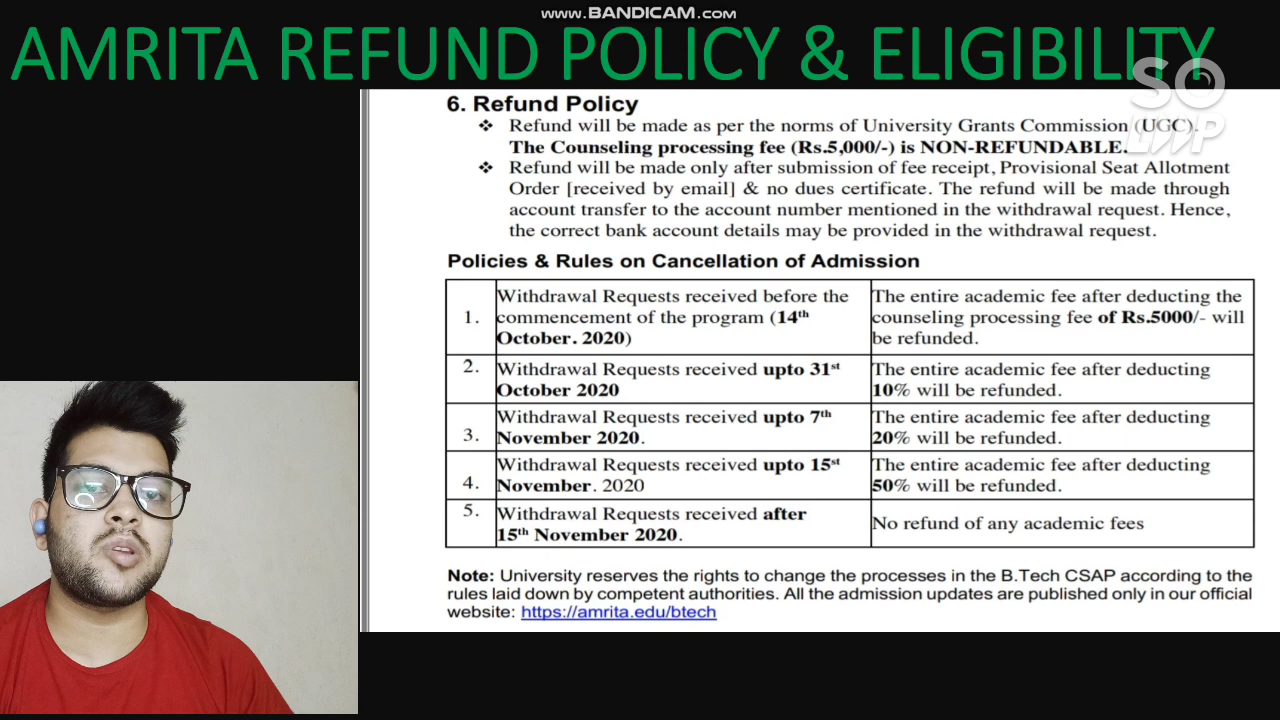 www.BANDICAM.com
AMRITA REFUND POLICY & ELIGIBILITY
SO
LMP
6. Refund Policy
❖ Refund will be made as per the norms of University Grants Commission (UGC).
The Counseling processing fee (Rs.5,000/-) is NON-REFUNDABLE.
❖ Refund will be made only after submission of fee receipt, Provisional Seat Allotment
Order [received by email] & no dues certificate. The refund will be made through
account transfer to the account number mentioned in the withdrawal request. Hence,
the correct bank account details may be provided in the withdrawal request.
Policies & Rules on Cancellation of Admission
1. Withdrawal Requests received before the
commencement of the program (14th
October. 2020)
The entire academic fee after deducting the
counseling processing fee of Rs.5000/- will
be refunded.
2. Withdrawal Requests received upto 31st
October 2020
The entire academic fee after deducting
10% will be refunded.
3. Withdrawal Requests received upto 7th
November 2020.
The entire academic fee after deducting
20% will be refunded.
4. Withdrawal Requests received upto 15st
November. 2020
The entire academic fee after deducting
50% will be refunded.
5. Withdrawal Requests received after
15th November 2020.
No refund of any academic fees
Note: University reserves the rights to change the processes in the B.Tech CSAP according to the
rules laid down by competent authorities. All the admission updates are published only in our official
website: https://amrita.edu/btech